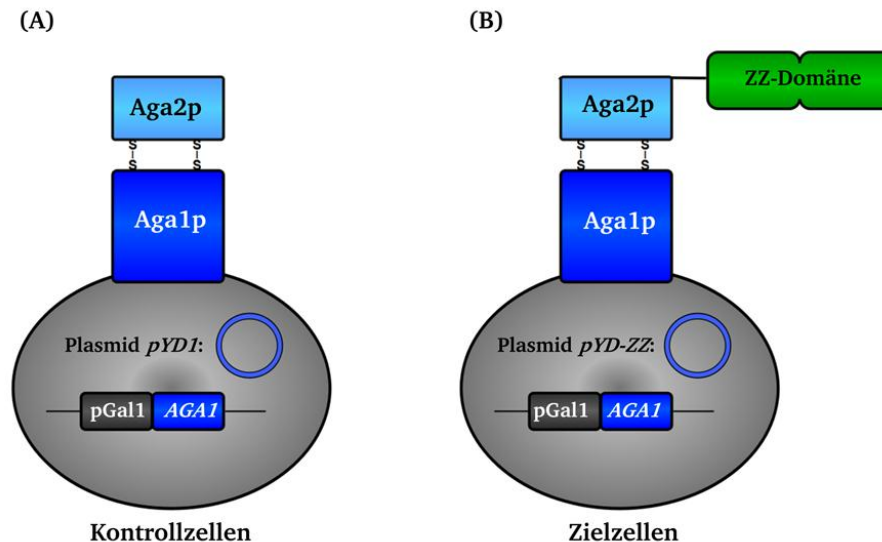 (A)
Aga2p
S S
S S
Aga1p
Plasmid pYD1:
pGal1 AGA1
Kontrollzellen
(B)
ZZ-Domäne
Aga2p
S S
S S
Aga1p
Plasmid pYD-ZZ:
pGal1 AGA1
Zielzellen